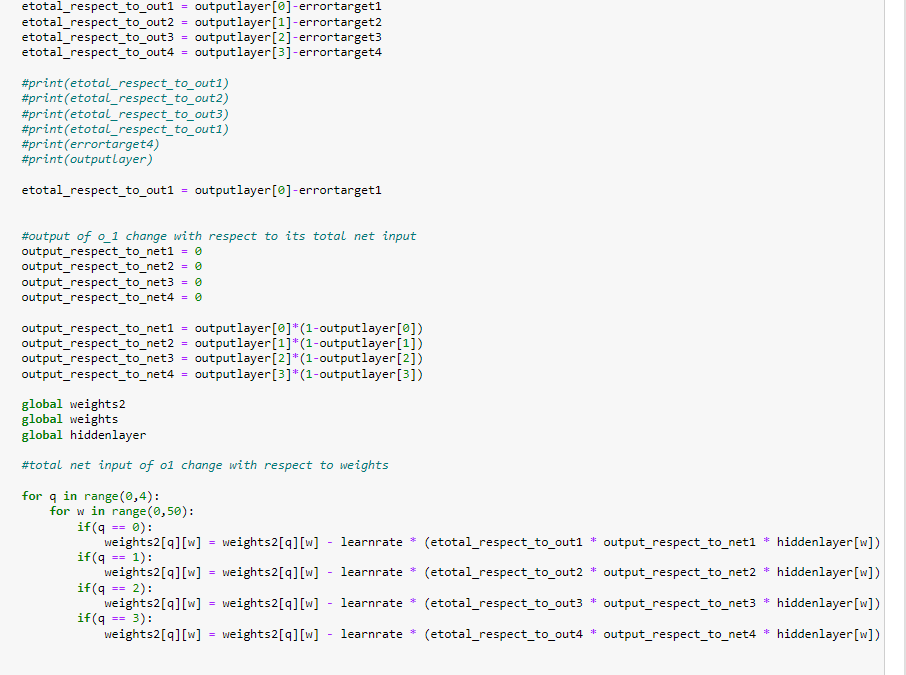 etotal_respect_to_out1 = outputlayer[0]-errortarget1
etotal_respect_to_out2 = outputlayer[1]-errortarget2
etotal_respect_to_out3 = outputlayer[2]-errortarget3
etotal_respect_to_out4 = outputlayer[3]-errortarget4
#print(etotal_respect_to_out1)
#print(etotal_respect_to_out2)
#print(etotal_respect_to_out3)
#print(etotal_respect_to_out1)
#print(errortarget4)
#print(outputlayer)
etotal_respect_to_out1 = outputlayer[0]-errortarget1
#output of o_1 change with respect to its total net input
output_respect_to_net1 = 0
output_respect_to_net2 = 0
output_respect_to_net3 = 0
output_respect_to_net4 = 0
output_respect_to_net1 = outputlayer[0]*(1-outputlayer[0])
output_respect_to_net2 = outputlayer[1]*(1-outputlayer[1])
output_respect_to_net3 = outputlayer[2]*(1-outputlayer[2])
output_respect_to_net4 = outputlayer[3]*(1-outputlayer[3])
global weights2
global weights
global hiddenlayer
#total net input of o1 change with respect to weights
for q in range(0,4):
    for w in range(0,50):
        if(q == 0):
            weights2[q][w] = weights2[q][w] - learnrate * (etotal_respect_to_out1 * output_respect_to_net1 * hiddenlayer[w])
        if(q == 1):
            weights2[q][w] = weights2[q][w] - learnrate * (etotal_respect_to_out2 * output_respect_to_net2 * hiddenlayer[w])
        if(q == 2):
            weights2[q][w] = weights2[q][w] - learnrate * (etotal_respect_to_out3 * output_respect_to_net3 * hiddenlayer[w])
        if(q == 3):
            weights2[q][w] = weights2[q][w] - learnrate * (etotal_respect_to_out4 * output_respect_to_net4 * hiddenlayer[w])